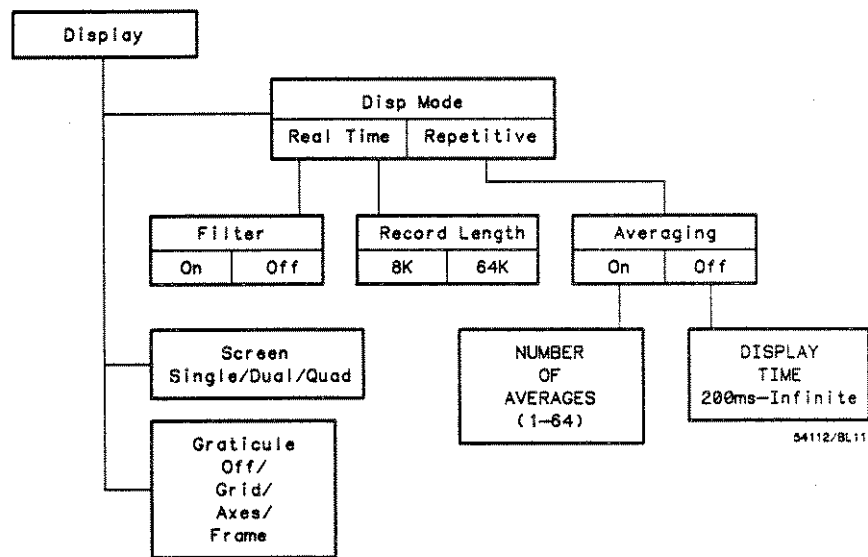 Display
Disp Mode
Real Time Repetitive
Filter
On Off
Record Length
8K 64K
Averaging
On Off
Screen
Single/Dual/Quad
NUMBER
OF
AVERAGES
(1-64)
DISPLAY
TIME
200ms-Infinite
54112/BL11
Graticule
Off/
Grid/
Axes/
Frame